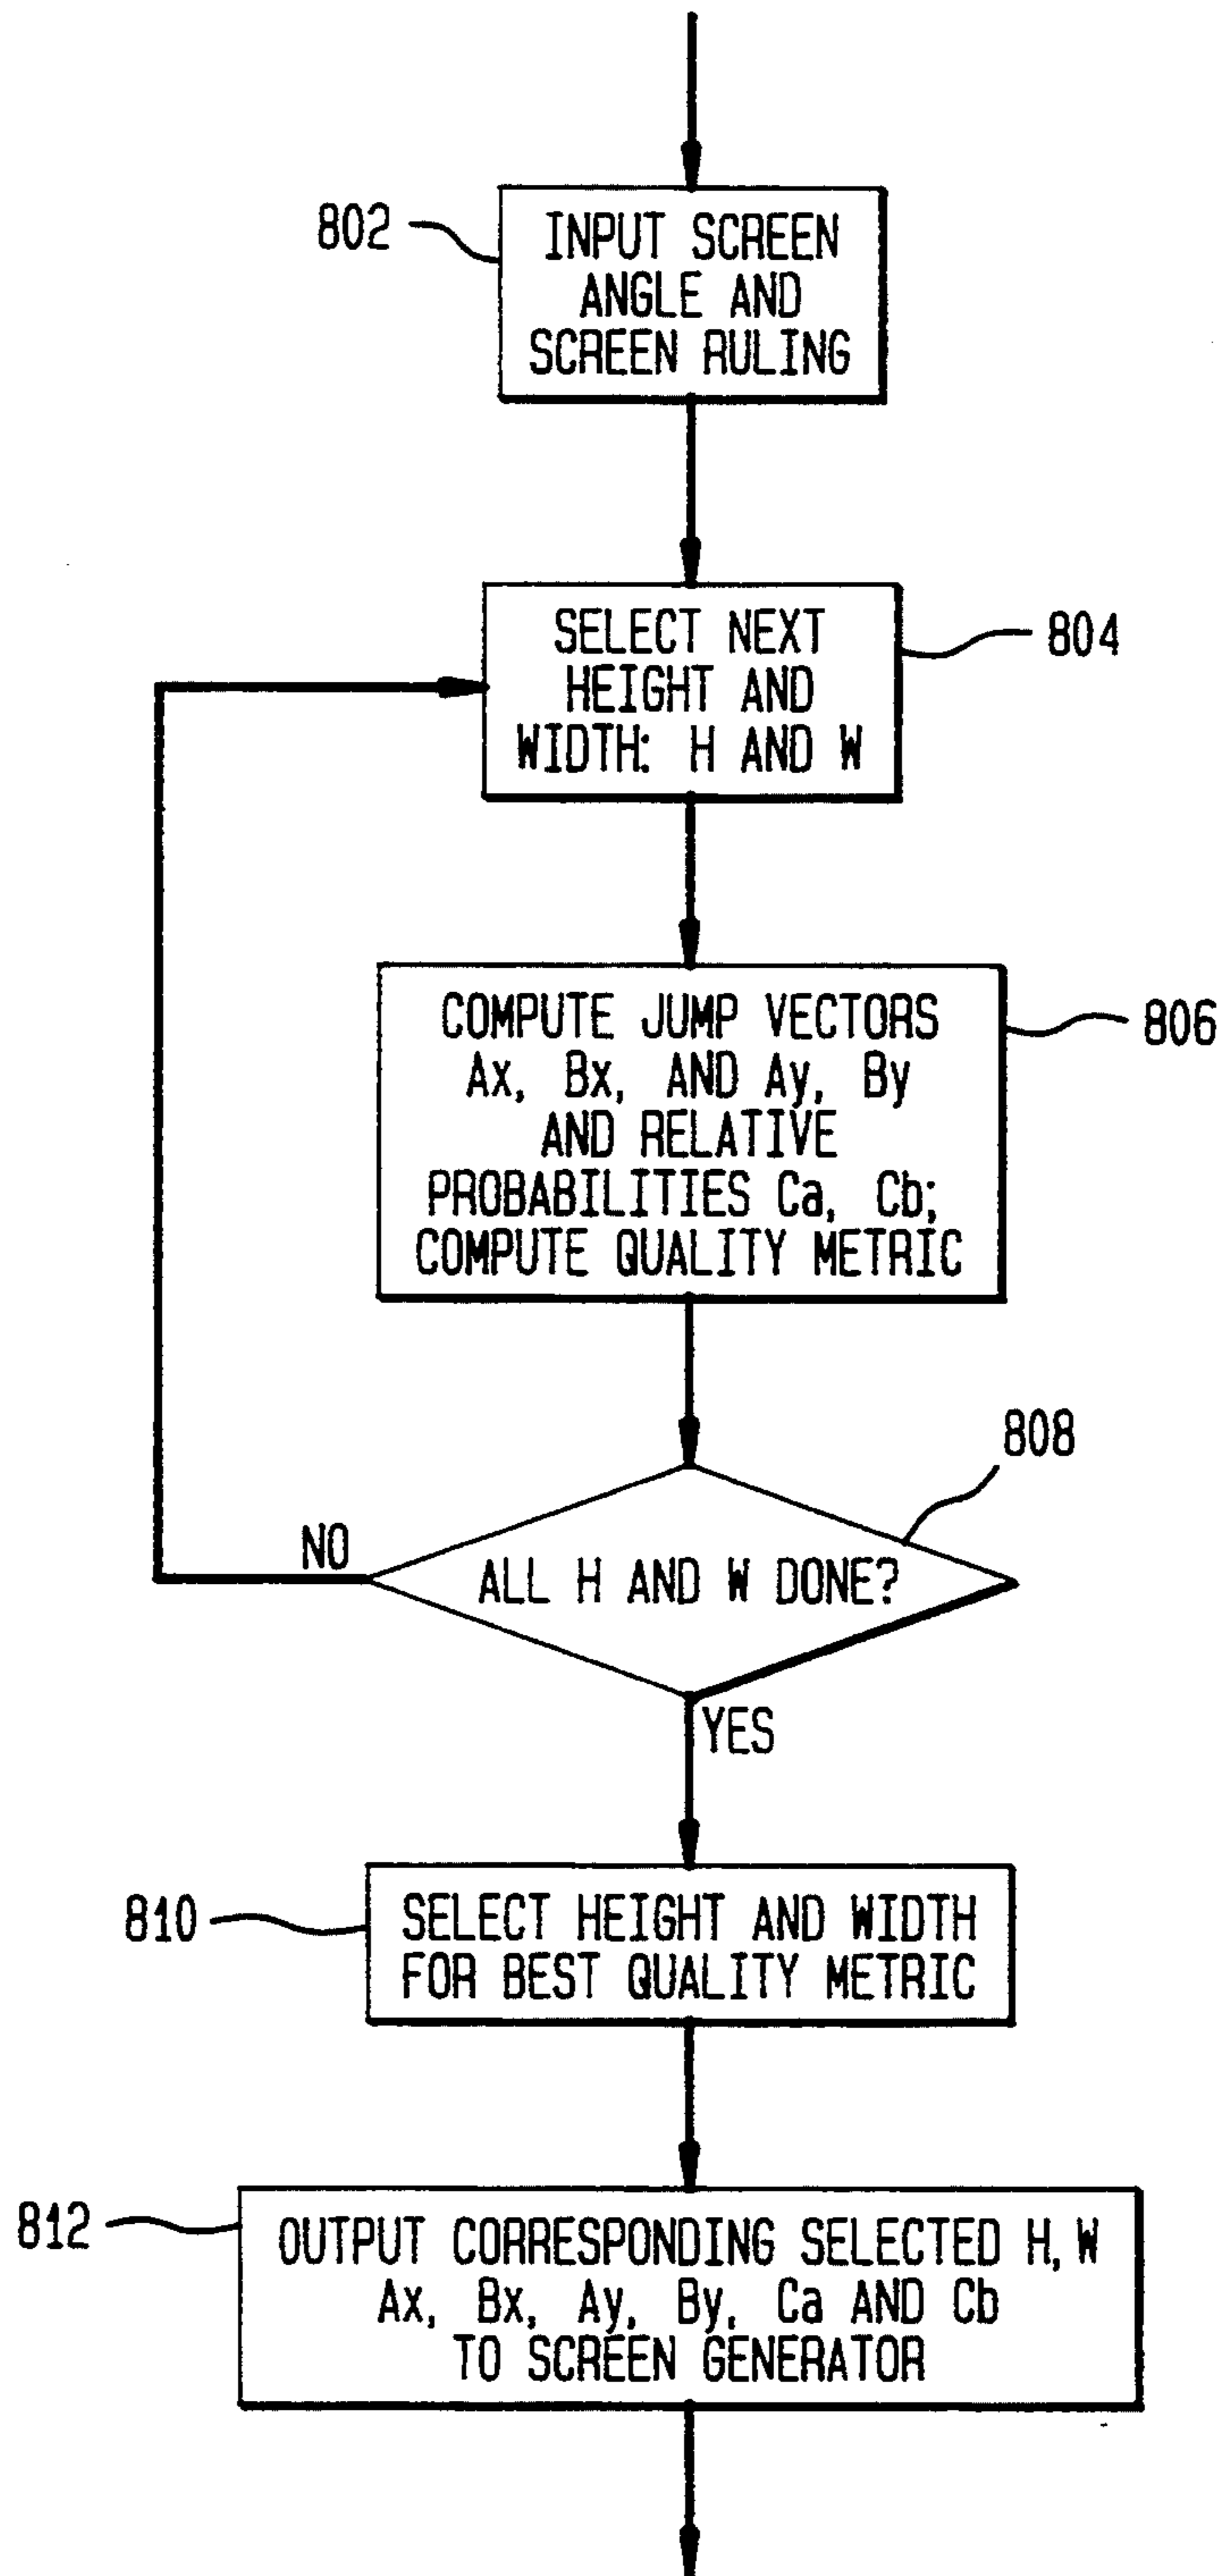 802
INPUT SCREEN
ANGLE AND
SCREEN RULING
SELECT NEXT
HEIGHT AND
WIDTH: H AND W
804
COMPUTE JUMP VECTORS
Ax, Bx, AND Ay, By
AND RELATIVE
PROBABILITIES Ca, Cb;
COMPUTE QUALITY METRIC
806
808
NO
ALL H AND W DONE?
YES
810
SELECT HEIGHT AND WIDTH
FOR BEST QUALITY METRIC
812
OUTPUT CORRESPONDING SELECTED H, W
Ax, Bx, Ay, By, Ca AND Cb
TO SCREEN GENERATOR